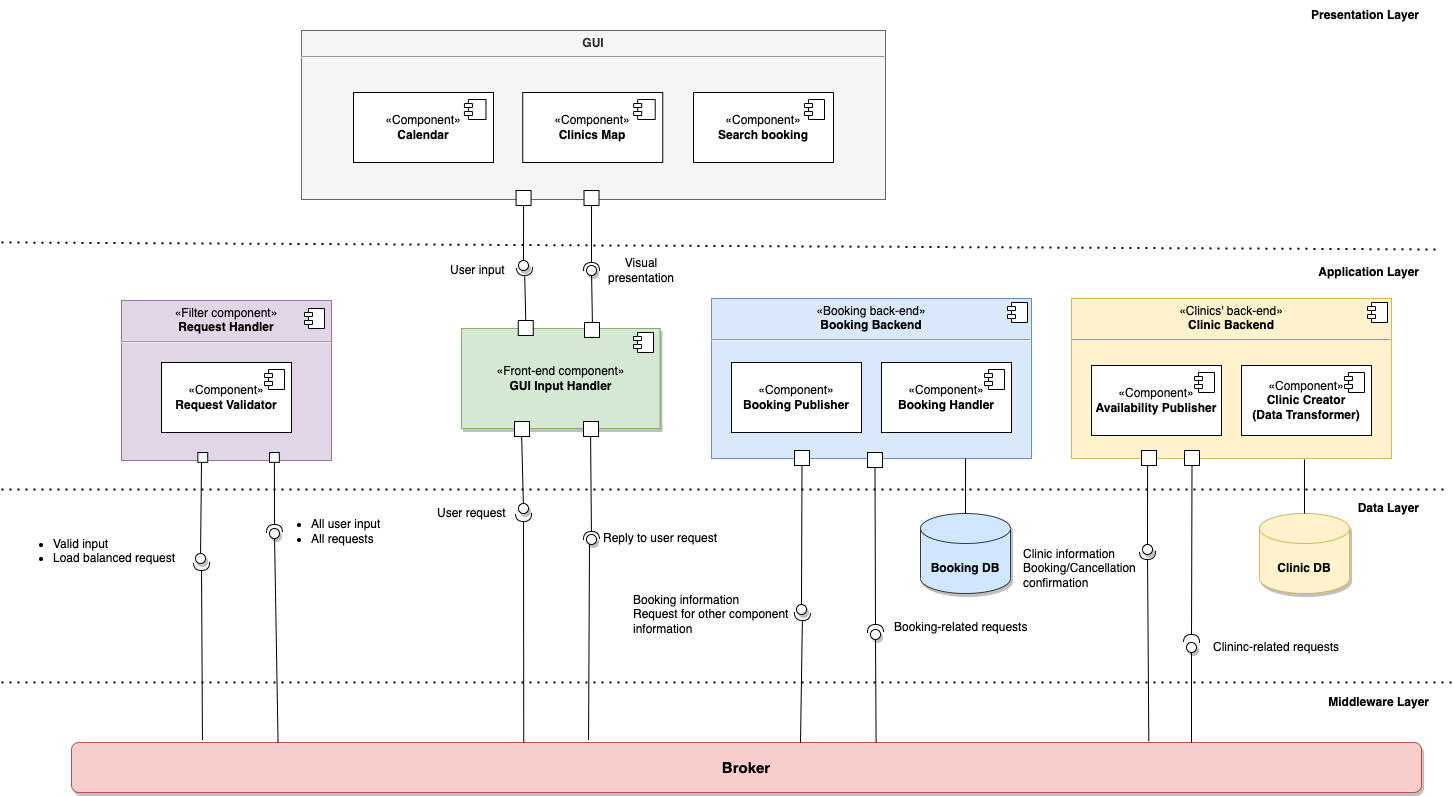 Presentation Layer
GUI
«Component»
Calendar
«Component»
Clinics Map
«Component»
Search booking
User input
Visual
presentation
Application Layer
«Filter component»
Request Handler
«Component»
Request Validator
«Front-end component»
GUI Input Handler
«Booking back-end»
Booking Backend
«Component»
Booking Publisher
«Component»
Booking Handler
«Clinics' back-end»
Clinic Backend
«Component»
Availability Publisher
«Component»
Clinic Creator
(Data Transformer)
Data Layer
• Valid input
• Load balanced request
• All user input
• All requests
User request
Reply to user request
Booking information
Request for other component
information
Booking-related requests
Booking DB
Clinic information
Booking/Cancellation
confirmation
Clininc-related requests
Clinic DB
Middleware Layer
Broker